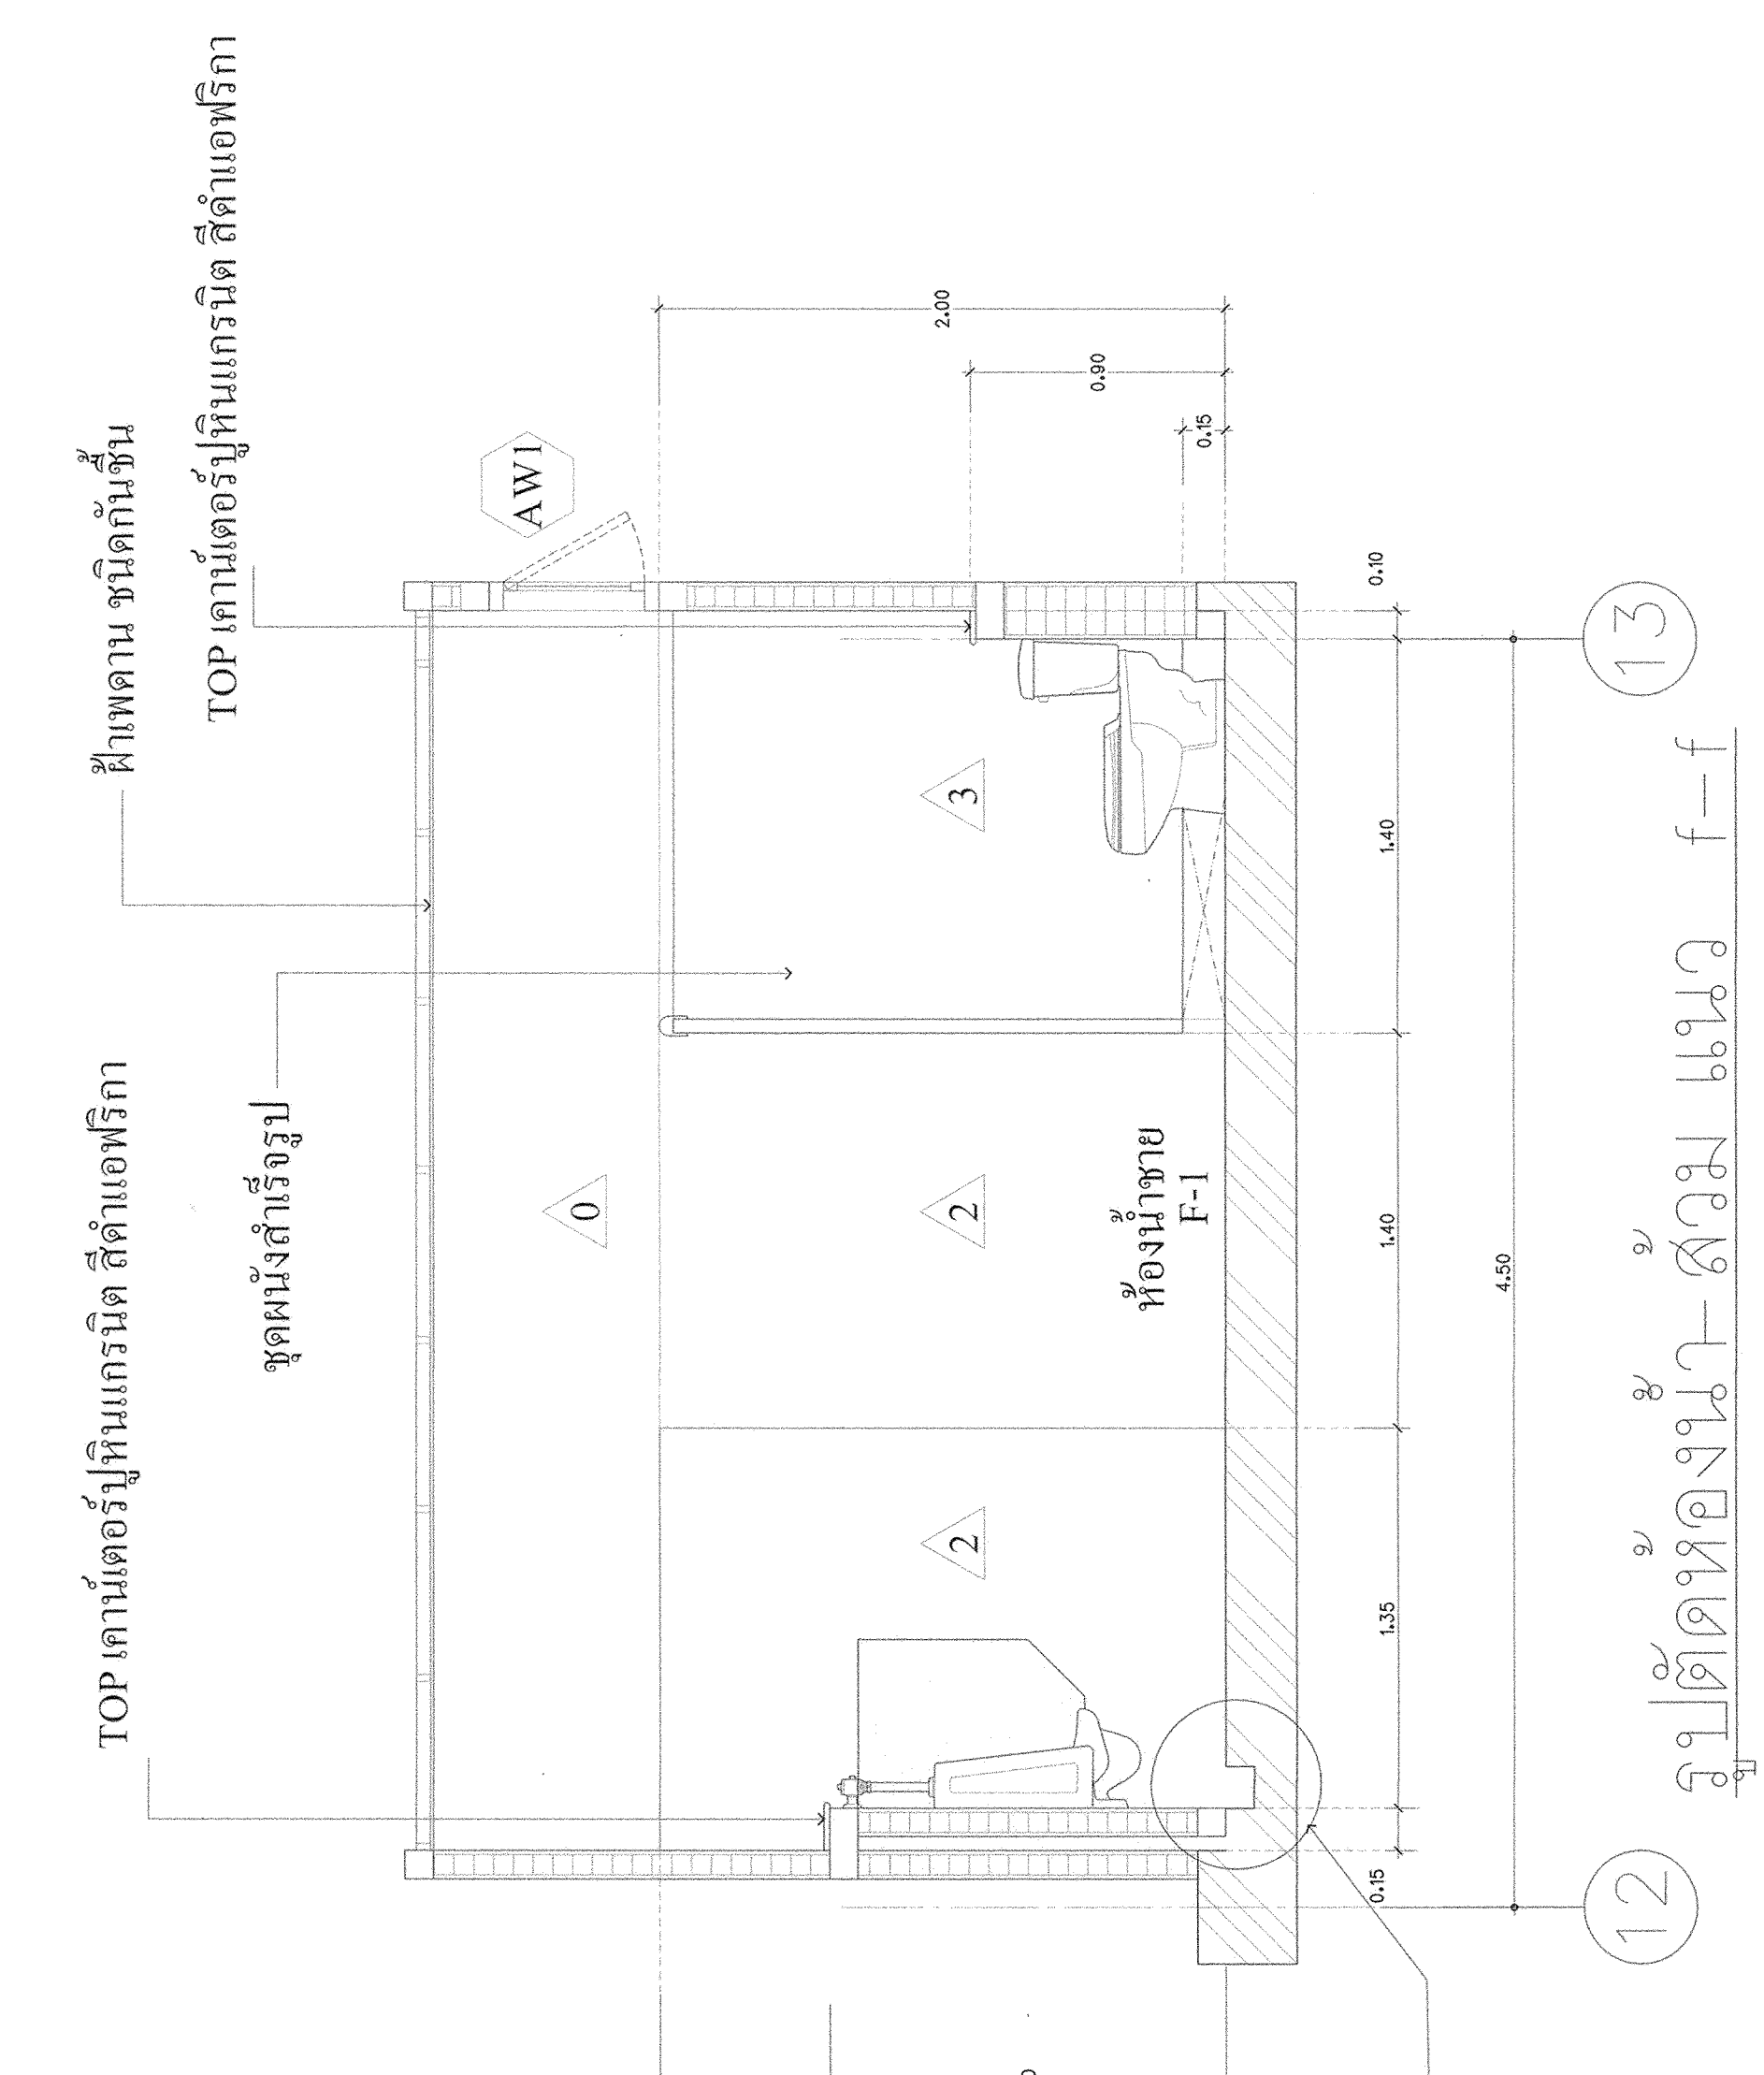 ฝ้าเพดาน ชนิดกันชื้น
TOP เคาน์เตอร์ปูหินแกรนิต สีดำแอฟริกา
TOP เคาน์เตอร์ปูหินแกรนิต สีดำแอฟริกา
ชุดผนังสำเร็จรูป
AW1
0
2
2
3
ห้องน้ำชาย
F-1
2.00
0.90
0.15
0.15
1.35
1.40
1.40
0.10
4.50
12
13
รูปตัดห้องน้ำ-ส้วม แนว f-f